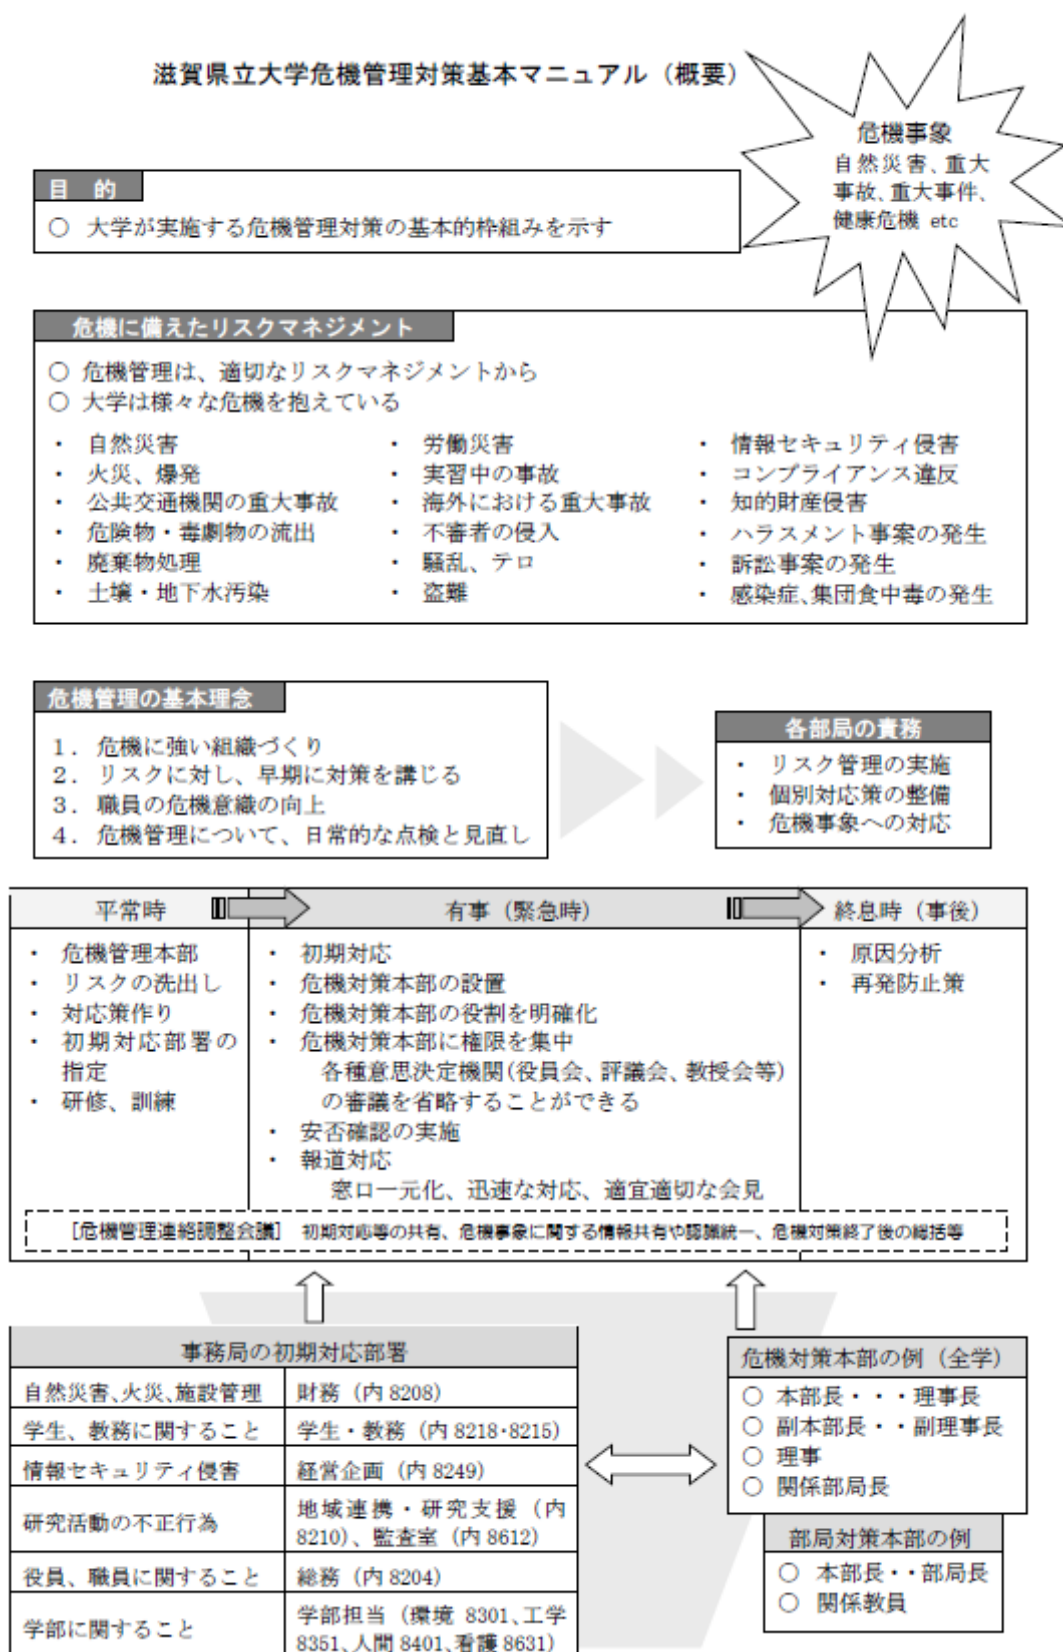 滋賀県立大学危機管理対策基本マニュアル（概要）
危機事象
自然災害、重大
事故、重大事件、
健康危機 etc
目 的
○ 大学が実施する危機管理対策の基本的枠組みを示す
危機に備えたリスクマネジメント
○ 危機管理は、適切なリスクマネジメントから
○ 大学は様々な危機を抱えている
・ 自然災害
・ 火災、爆発
・ 公共交通機関の重大事故
・ 危険物・毒劇物の流出
・ 廃棄物処理
・ 土壌・地下水汚染
・ 労働災害
・ 実習中の事故
・ 海外における重大事故
・ 不審者の侵入
・ 騒乱、テロ
・ 盗難
・ 情報セキュリティ侵害
・ コンプライアンス違反
・ 知的財産侵害
・ ハラスメント事案の発生
・ 訴訟事案の発生
・ 感染症、集団食中毒の発生
危機管理の基本理念
1. 危機に強い組織づくり
2. リスクに対し、早期に対策を講じる
3. 職員の危機意識の向上
4. 危機管理について、日常的な点検と見直し
各部局の責務
・ リスク管理の実施
・ 個別対応策の整備
・ 危機事象への対応
平常時
・ 危機管理本部
・ リスクの洗出し
・ 対応策作り
・ 初期対応部署の
指定
・ 研修、訓練
有事（緊急時）
・ 初期対応
・ 危機対策本部の設置
・ 危機対策本部の役割を明確化
・ 危機対策本部に権限を集中
各種意思決定機関(役員会、評議会、教授会等)
の審議を省略することができる
・ 安否確認の実施
・ 報道対応
窓口一元化、迅速な対応、適宜適切な会見
終息時（事後）
・ 原因分析
・ 再発防止策
[危機管理連絡調整会議] 初期対応等の共有、危機事象に関する情報共有や認識統一、危機対策終了後の総括等
事務局の初期対応部署
自然災害、火災、施設管理 財務（内 8208）
学生、教務に関すること 学生・教務（内 8218・8215）
情報セキュリティ侵害 経営企画（内 8249）
研究活動の不正行為 地域連携・研究支援（内
8210）、監査室（内 8612）
役員、職員に関すること 総務（内 8204）
学部に関すること 学部担当（環境 8301、工学
8351、人間 8401、看護 8631）
危機対策本部の例（全学）
○ 本部長・・・理事長
○ 副本部長・・副理事長
○ 理事
○ 関係部局長
部局対策本部の例
○ 本部長・・部局長
○ 関係教員